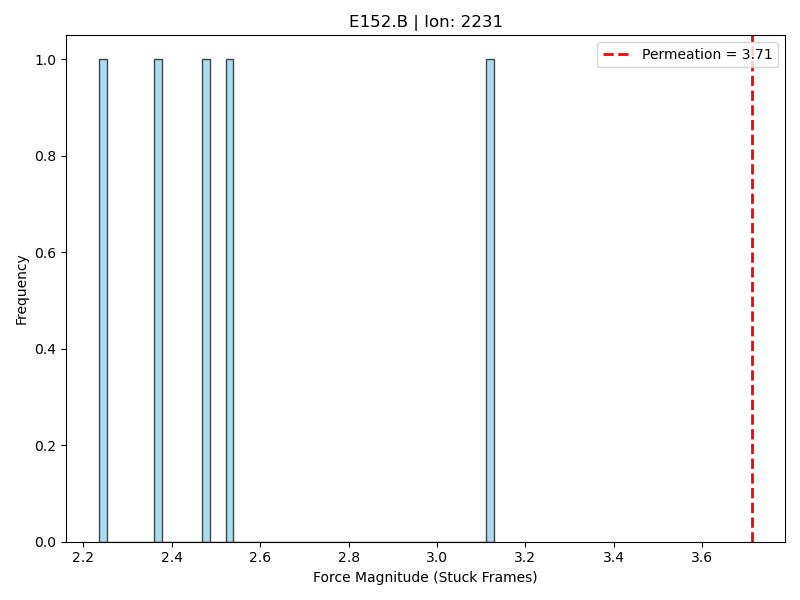 E152.B | Ion: 2231
Permeation = 3.71
Frequency
1.0
0.8
0.6
0.4
0.2
0.0
2.2 2.4 2.6 2.8 3.0 3.2 3.4 3.6
Force Magnitude (Stuck Frames)